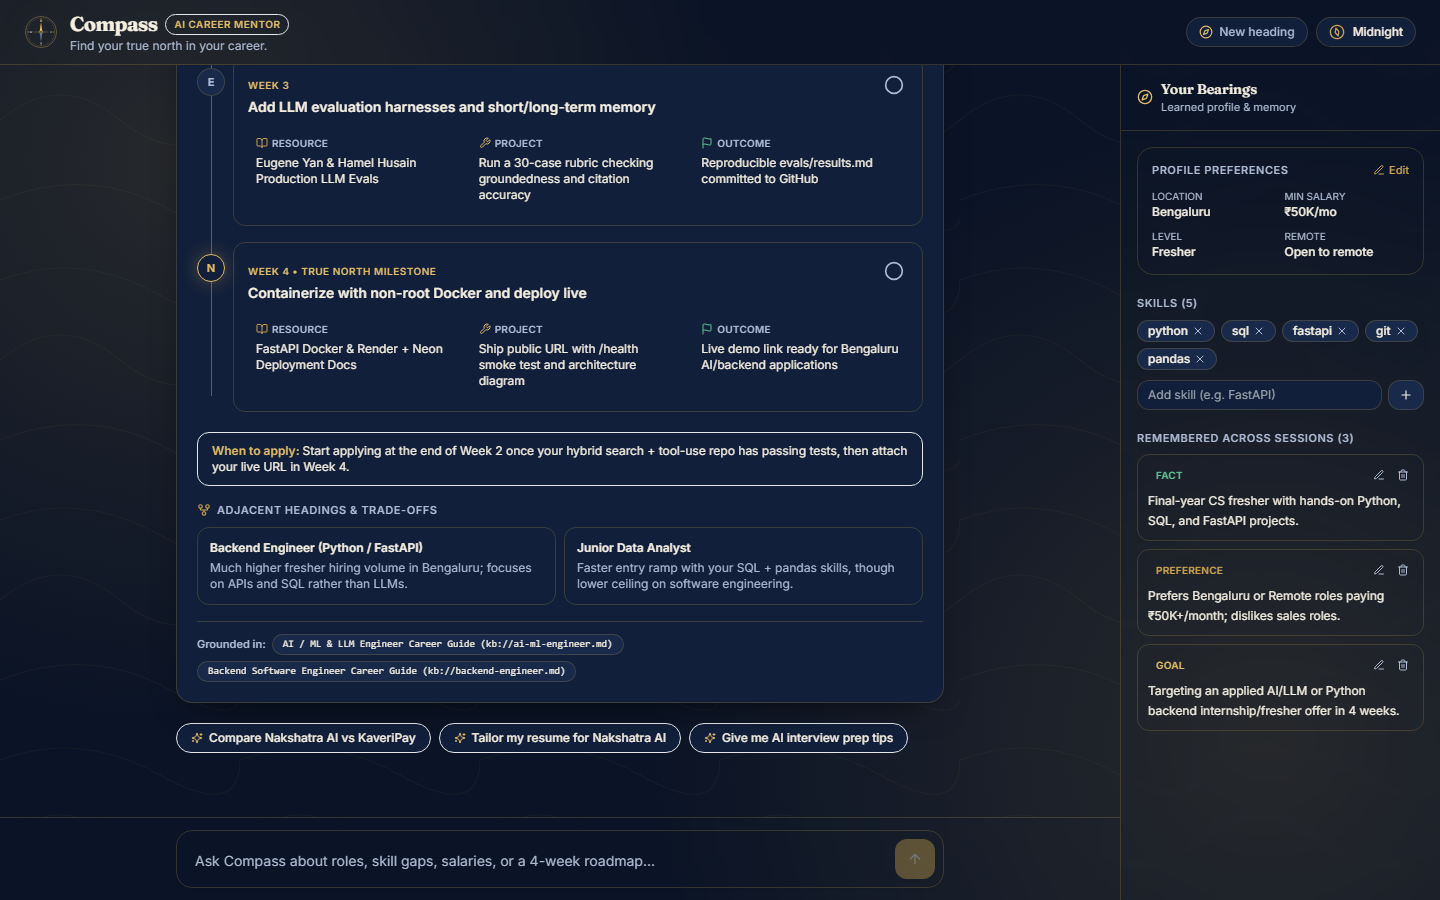 Compass
AI CAREER MENTOR
Find your true north in your career.
New heading
Midnight
E
WEEK 3
Add LLM evaluation harnesses and short/long-term memory
RESOURCE
Eugene Yan & Hamel Husain
Production LLM Evals
PROJECT
Run a 30-case rubric checking
groundedness and citation
accuracy
OUTCOME
Reproducible evals/results.md
committed to GitHub
N
WEEK 4 • TRUE NORTH MILESTONE
Containerize with non-root Docker and deploy live
RESOURCE
FastAPI Docker & Render + Neon
Deployment Docs
PROJECT
Ship public URL with /health
smoke test and architecture
diagram
OUTCOME
Live demo link ready for Bengaluru
AI/backend applications
When to apply: Start applying at the end of Week 2 once your hybrid search + tool-use repo has passing tests, then attach
your live URL in Week 4.
ADJACENT HEADINGS & TRADE-OFFS
Backend Engineer (Python / FastAPI)
Much higher fresher hiring volume in Bengaluru; focuses
on APIs and SQL rather than LLMs.
Junior Data Analyst
Faster entry ramp with your SQL + pandas skills, though
lower ceiling on software engineering.
Grounded in:
AI / ML & LLM Engineer Career Guide (kb://ai-ml-engineer.md)
Backend Software Engineer Career Guide (kb://backend-engineer.md)
Compare Nakshatra AI vs KaveriPay
Tailor my resume for Nakshatra AI
Give me AI interview prep tips
Ask Compass about roles, skill gaps, salaries, or a 4-week roadmap...
Your Bearings
Learned profile & memory
PROFILE PREFERENCES
Edit
LOCATION
Bengaluru
MIN SALARY
₹50K/mo
LEVEL
Fresher
REMOTE
Open to remote
SKILLS (5)
python
sql
fastapi
git
pandas
Add skill (e.g. FastAPI)
REMEMBERED ACROSS SESSIONS (3)
FACT
Final-year CS fresher with hands-on Python,
SQL, and FastAPI projects.
PREFERENCE
Prefers Bengaluru or Remote roles paying
₹50K+/month; dislikes sales roles.
GOAL
Targeting an applied AI/LLM or Python
backend internship/fresher offer in 4 weeks.